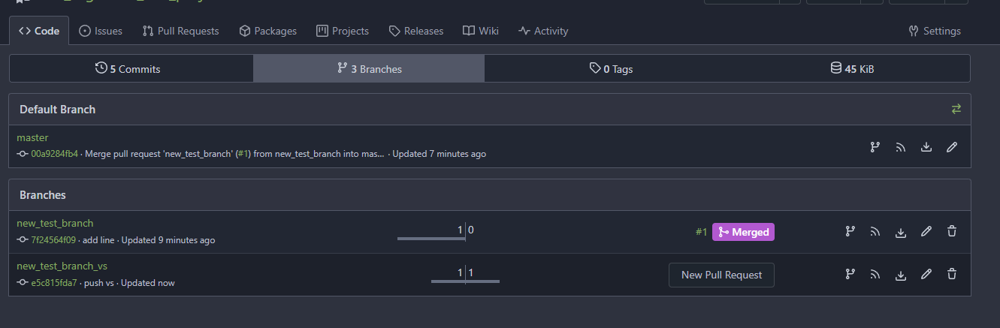 Code Issues Pull Requests Packages Projects Releases Wiki Activity Settings
5 Commits 3 Branches 0 Tags 45 KiB
Default Branch
master
00a9284fb4 · Merge pull request 'new_test_branch' (#1) from new_test_branch into mas... · Updated 7 minutes ago
Branches
new_test_branch
1 0 #1 Merged
7f24564f09 · add line · Updated 9 minutes ago
new_test_branch_vs
1 1 New Pull Request
e5c815fda7 · push vs · Updated now